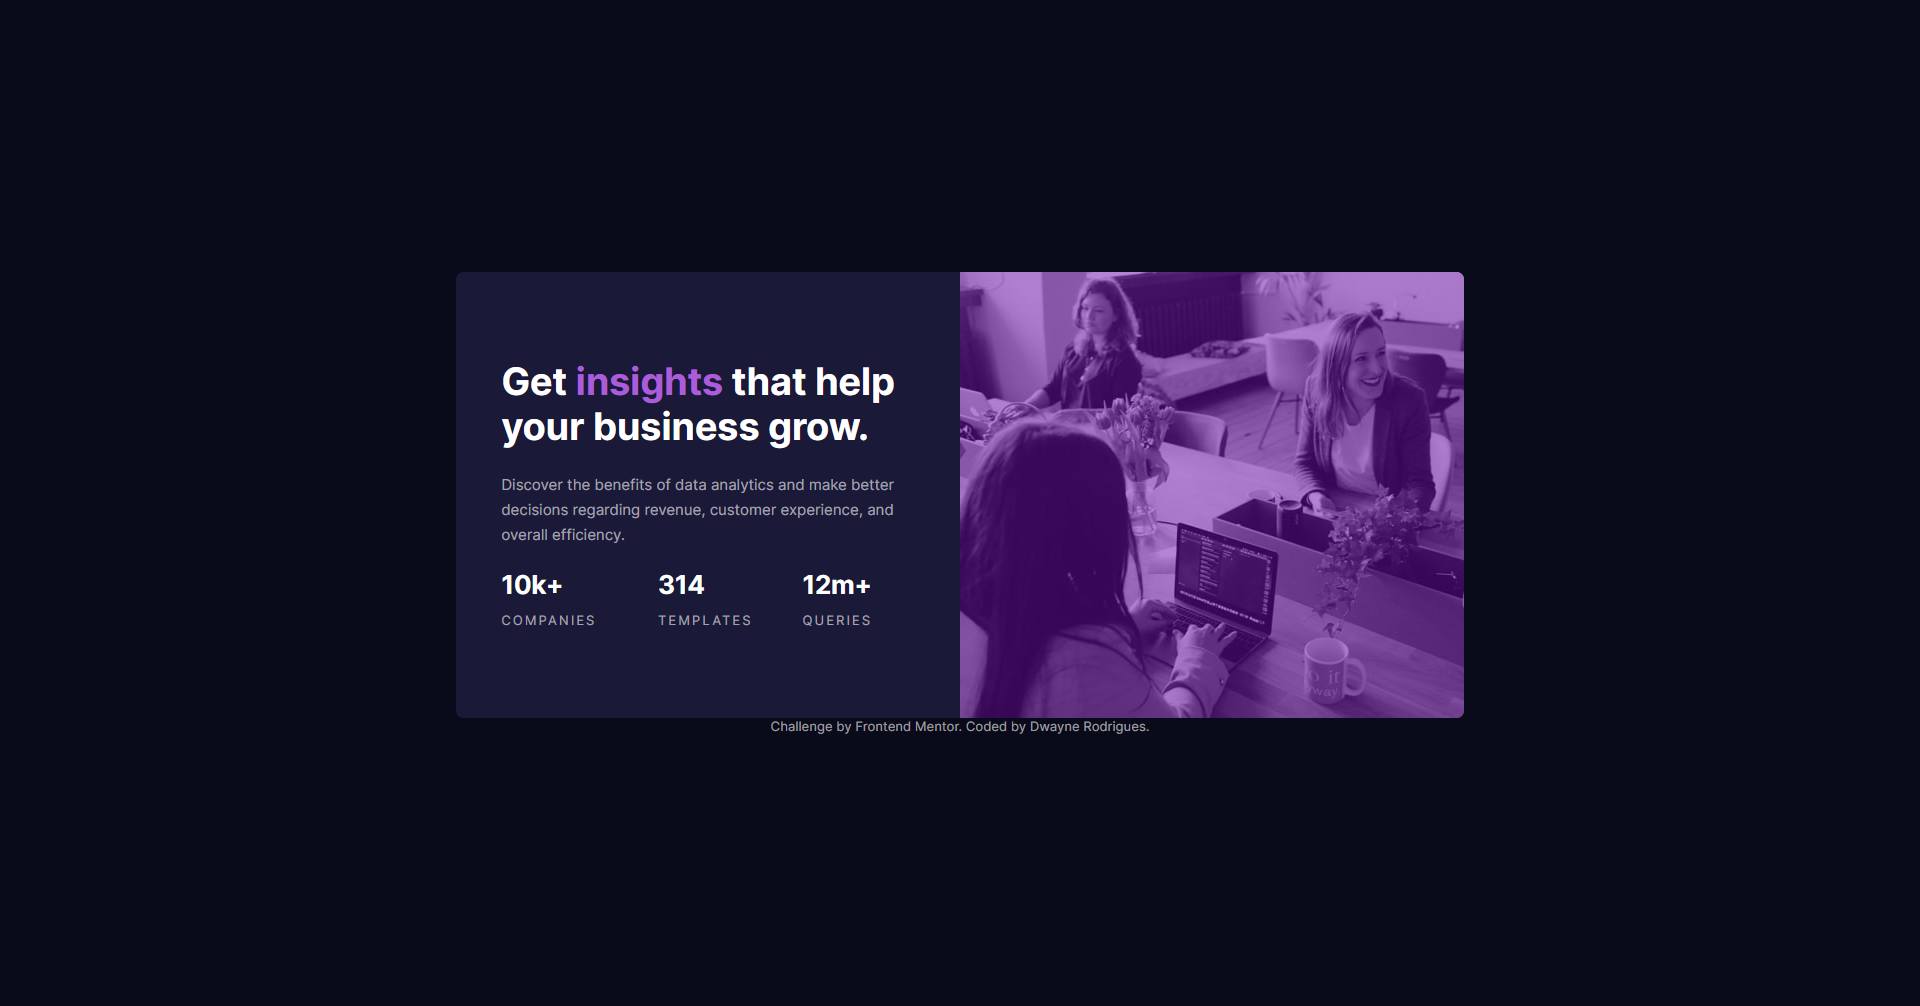 Get insights that help
your business grow.
Discover the benefits of data analytics and make better
decisions regarding revenue, customer experience, and
overall efficiency.
10k+ 314 12m+
COMPANIES TEMPLATES QUERIES
Challenge by Frontend Mentor. Coded by Dwayne Rodrigues.